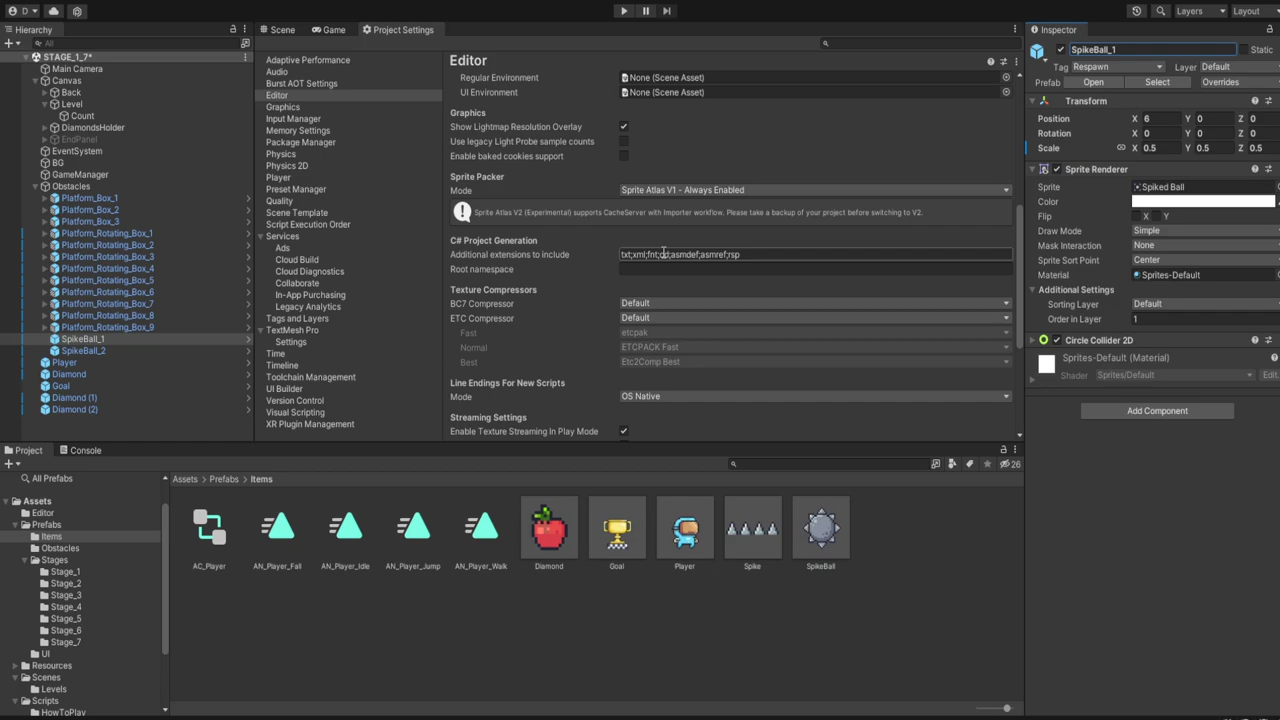 D
Layers
Layout
Hierarchy
All
STAGE_1_7*
Main Camera
Canvas
Back
Level
Count
DiamondsHolder
EndPanel
EventSystem
BG
GameManager
Obstacles
Platform_Box_1
Platform_Box_2
Platform_Box_3
Platform_Rotating_Box_1
Platform_Rotating_Box_2
Platform_Rotating_Box_3
Platform_Rotating_Box_4
Platform_Rotating_Box_5
Platform_Rotating_Box_6
Platform_Rotating_Box_7
Platform_Rotating_Box_8
Platform_Rotating_Box_9
SpikeBall_1
SpikeBall_2
Player
Diamond
Goal
Diamond (1)
Diamond (2)
Scene
Game
Project Settings
Adaptive Performance
Audio
Burst AOT Settings
Editor
Graphics
Input Manager
Memory Settings
Package Manager
Physics
Physics 2D
Player
Preset Manager
Quality
Scene Template
Script Execution Order
Services
Ads
Cloud Build
Cloud Diagnostics
Collaborate
In-App Purchasing
Legacy Analytics
Tags and Layers
TextMesh Pro
Settings
Time
Timeline
Toolchain Management
UI Builder
Version Control
Visual Scripting
XR Plugin Management
Editor
Regular Environment None (Scene Asset)
UI Environment None (Scene Asset)
Graphics
Show Lightmap Resolution Overlay
Use legacy Light Probe sample counts
Enable baked cookies support
Sprite Packer
Mode Sprite Atlas V1 - Always Enabled
Sprite Atlas V2 (Experimental) supports CacheServer with Importer workflow. Please take a backup of your project before switching to V2.
C# Project Generation
Additional extensions to include txt;xml;fnt;cd;asmdef;asmref;rsp
Root namespace
Texture Compressors
BC7 Compressor Default
ETC Compressor Default
Fast etcpak
Normal ETCPACK Fast
Best Etc2Comp Best
Line Endings For New Scripts
Mode OS Native
Streaming Settings
Enable Texture Streaming In Play Mode
Inspector
SpikeBall_1 Static
Tag Respawn Layer Default
Prefab Open Select Overrides
Transform
Position X 6 Y 0 Z 0
Rotation X 0 Y 0 Z 0
Scale X 0.5 Y 0.5 Z 0.5
Sprite Renderer
Sprite Spiked Ball
Color
Flip X Y
Draw Mode Simple
Mask Interaction None
Sprite Sort Point Center
Material Sprites-Default
Additional Settings
Sorting Layer Default
Order in Layer 1
Circle Collider 2D
Sprites-Default (Material)
Shader Sprites/Default Edit.
Add Component
Project
Console
26
All Prefabs
Assets
Editor
Prefabs
Items
Obstacles
Stages
Stage_1
Stage_2
Stage_3
Stage_4
Stage_5
Stage_6
Stage_7
UI
Resources
Scenes
Levels
Scripts
HowToPlay
Assets > Prefabs > Items
AC_Player
AN_Player_Fall
AN_Player_Idle
AN_Player_Jump
AN_Player_Walk
Diamond
Goal
Player
Spike
SpikeBall